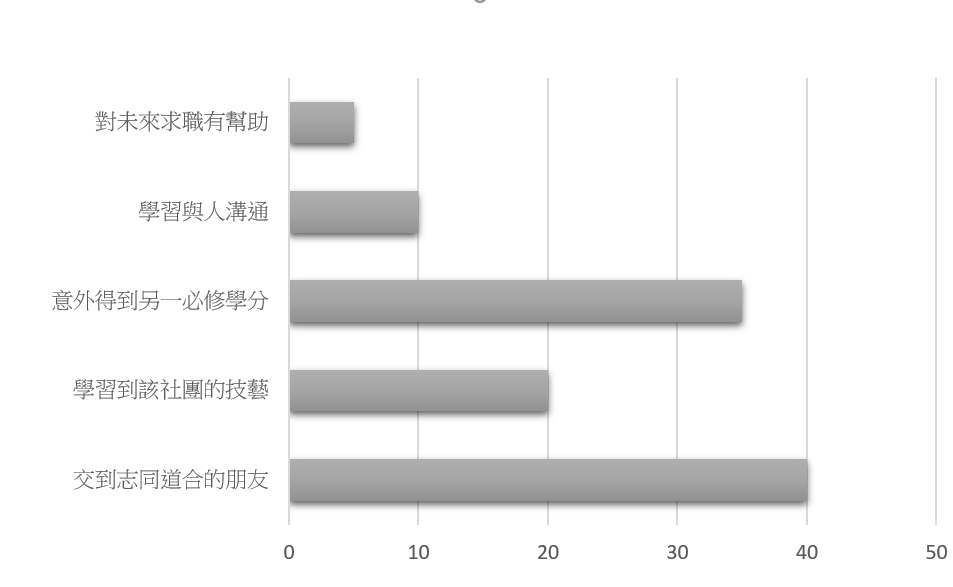 對未來求職有幫助
學習與人溝通
意外得到另一必修學分
學習到該社團的技藝
交到志同道合的朋友
0 10 20 30 40 50